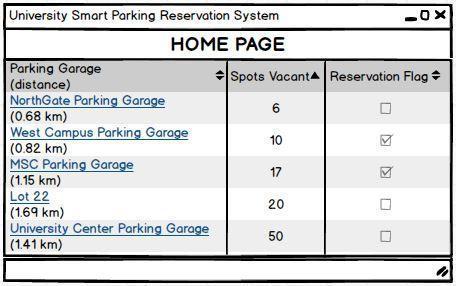 University Smart Parking Reservation System
HOME PAGE
Parking Garage
(distance)
Spots Vacant
Reservation Flag
NorthGate Parking Garage
(0.68 km)
6
West Campus Parking Garage
(0.82 km)
10
MSC Parking Garage
(1.15 km)
17
Lot 22
(1.69 km)
20
University Center Parking Garage
(1.41 km)
50